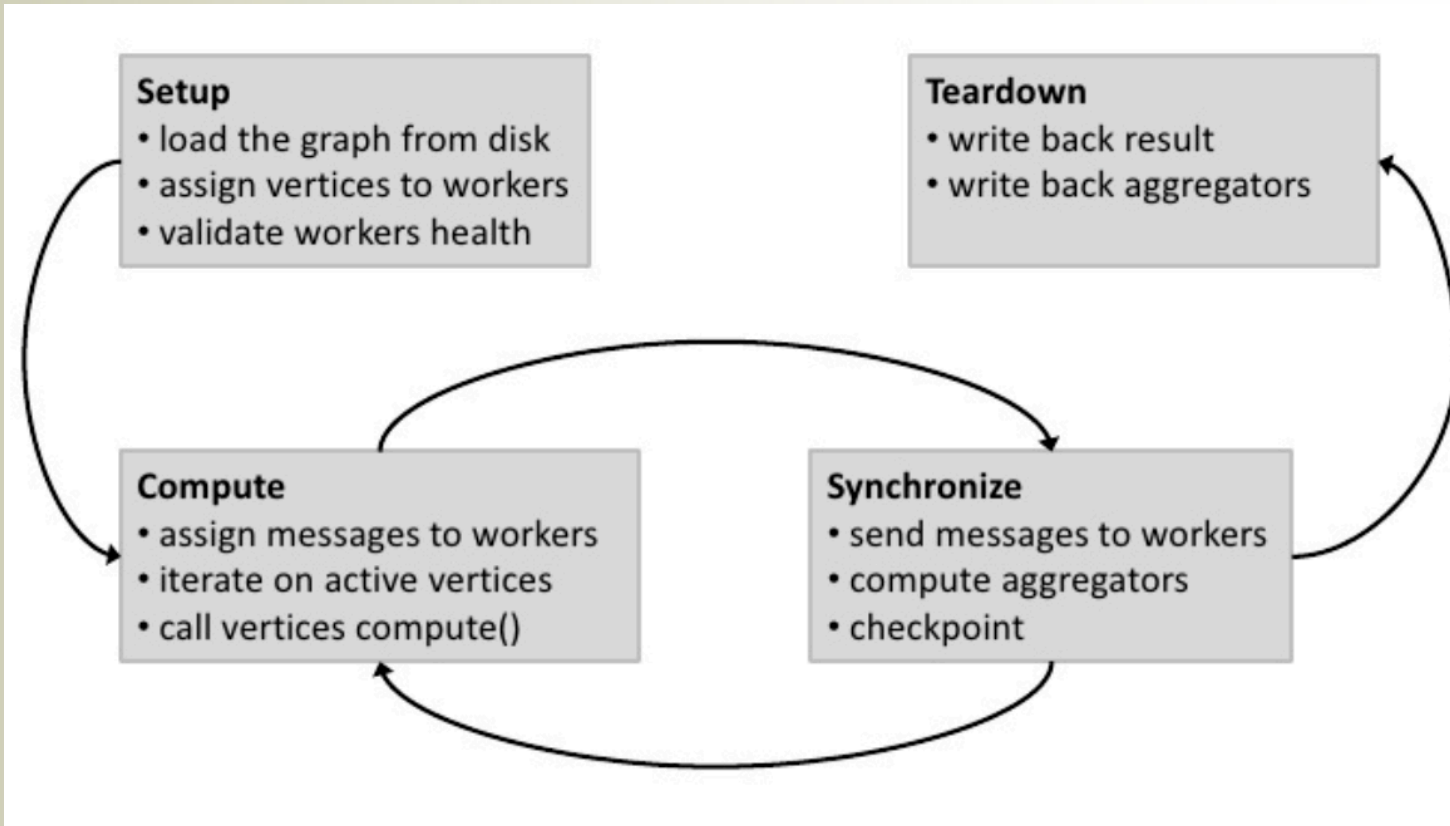 Setup
• load the graph from disk
• assign vertices to workers
• validate workers health
Teardown
• write back result
• write back aggregators
Compute
• assign messages to workers
• iterate on active vertices
• call vertices compute()
Synchronize
• send messages to workers
• compute aggregators
• checkpoint